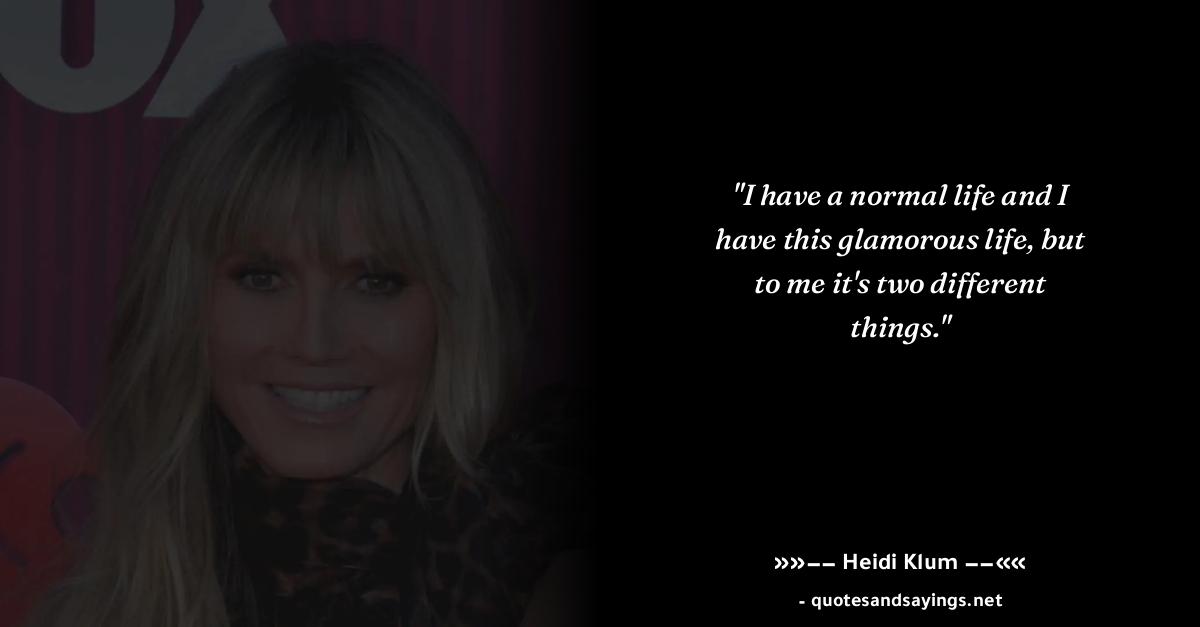 "I have a normal life and I
have this glamorous life, but
to me it's two different
things."
»»−− Heidi Klum −−««
- quotesandsayings.net